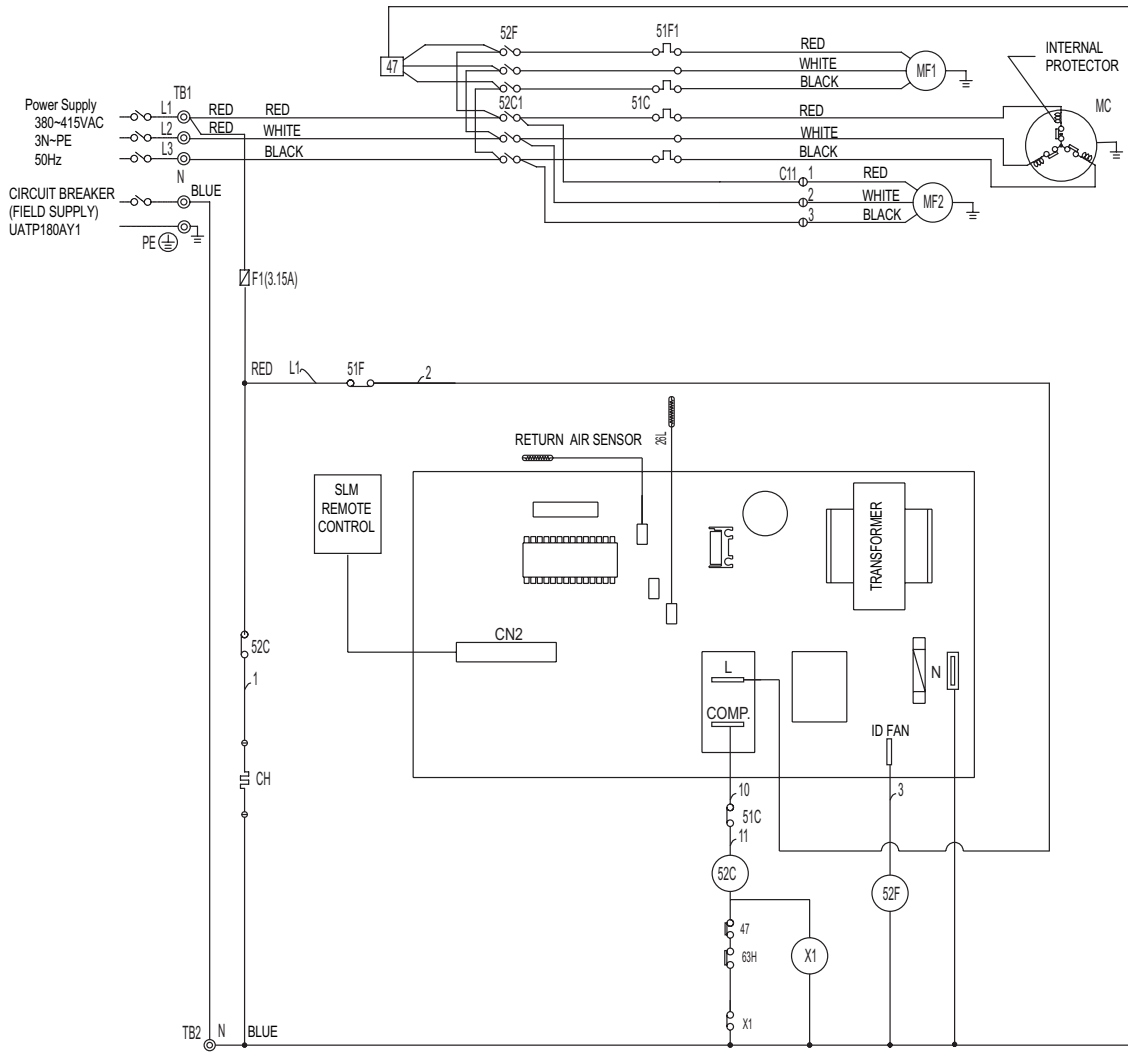 52F
51F1
RED
WHITE
BLACK
MF1
47
INTERNAL
PROTECTOR
TB1
Power Supply
380~415VAC
3N~PE
50Hz
L1
RED
RED
L2
RED
WHITE
L3
BLACK
52C1
51C
RED
WHITE
BLACK
MC
N
BLUE
CIRCUIT BREAKER
(FIELD SUPPLY)
UATP180AY1
PE
C11
1
RED
2
WHITE
3
BLACK
MF2
F1(3.15A)
RED
L1
51F
2
RETURN AIR SENSOR
26L
SLM
REMOTE
CONTROL
TRANSFORMER
CN2
52C
1
CH
L
COMP.
N
ID FAN
10
51C
11
52C
3
52F
47
63H
X1
X1
TB2
N
BLUE